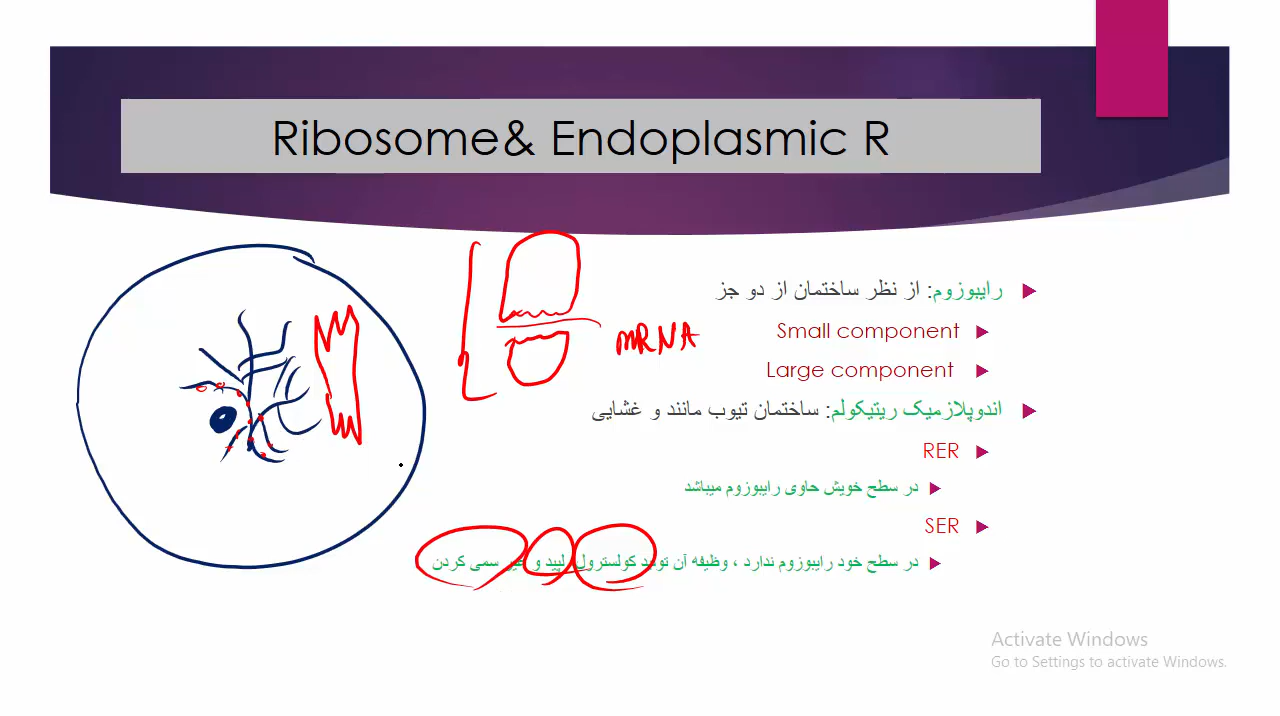 Ribosome& Endoplasmic R
رایبوزوم: از نظر ساختمان از دو جز
Small component
Large component
mRNA
اندوپلازمیک ریتیکولم: ساختمان تیوب مانند و غشایی
RER
در سطح خویش حاوی رایبوزوم میباشد
SER
در سطح خود رایبوزوم ندارد ، وظیفه آن تولید کولسترول، لپید و غیر سمی کردن
Activate Windows
Go to Settings to activate Windows.